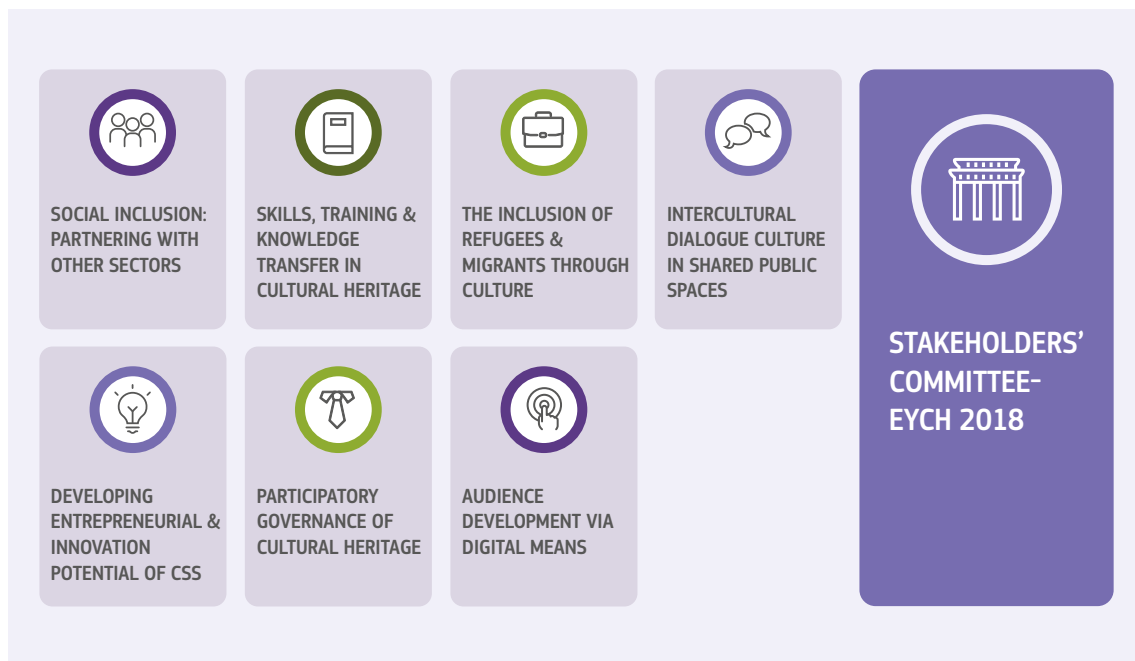 SOCIAL INCLUSION:
PARTNERING WITH
OTHER SECTORS
SKILLS, TRAINING &
KNOWLEDGE
TRANSFER IN
CULTURAL HERITAGE
THE INCLUSION OF
REFUGEES &
MIGRANTS THROUGH
CULTURE
INTERCULTURAL
DIALOGUE CULTURE
IN SHARED PUBLIC
SPACES
STAKEHOLDERS’
COMMITTEE-
EYCH 2018
DEVELOPING
ENTREPRENEURIAL &
INNOVATION
POTENTIAL OF CSS
PARTICIPATORY
GOVERNANCE OF
CULTURAL HERITAGE
AUDIENCE
DEVELOPMENT VIA
DIGITAL MEANS